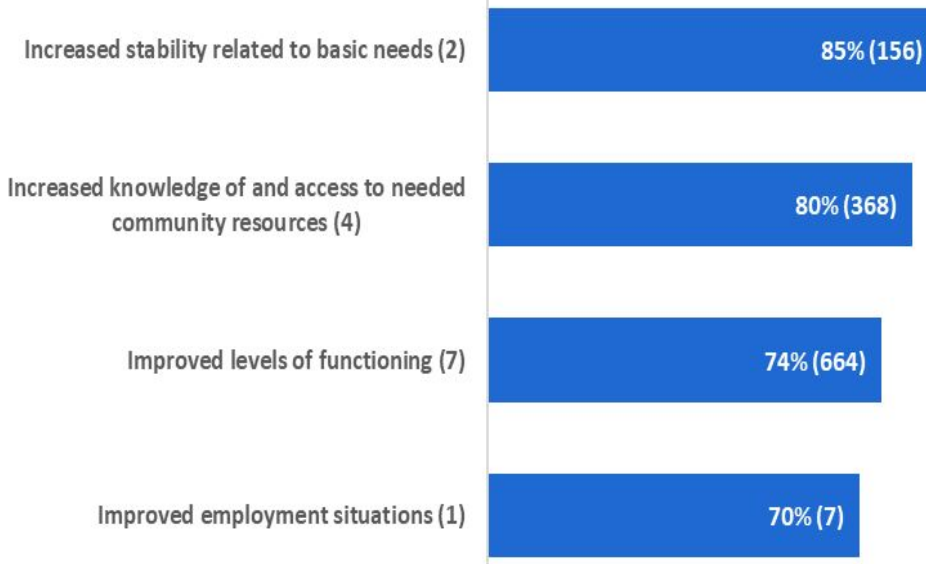 Increased stability related to basic needs (2)
85% (156)
Increased knowledge of and access to needed
community resources (4)
80% (368)
Improved levels of functioning (7)
74% (664)
Improved employment situations (1)
70% (7)